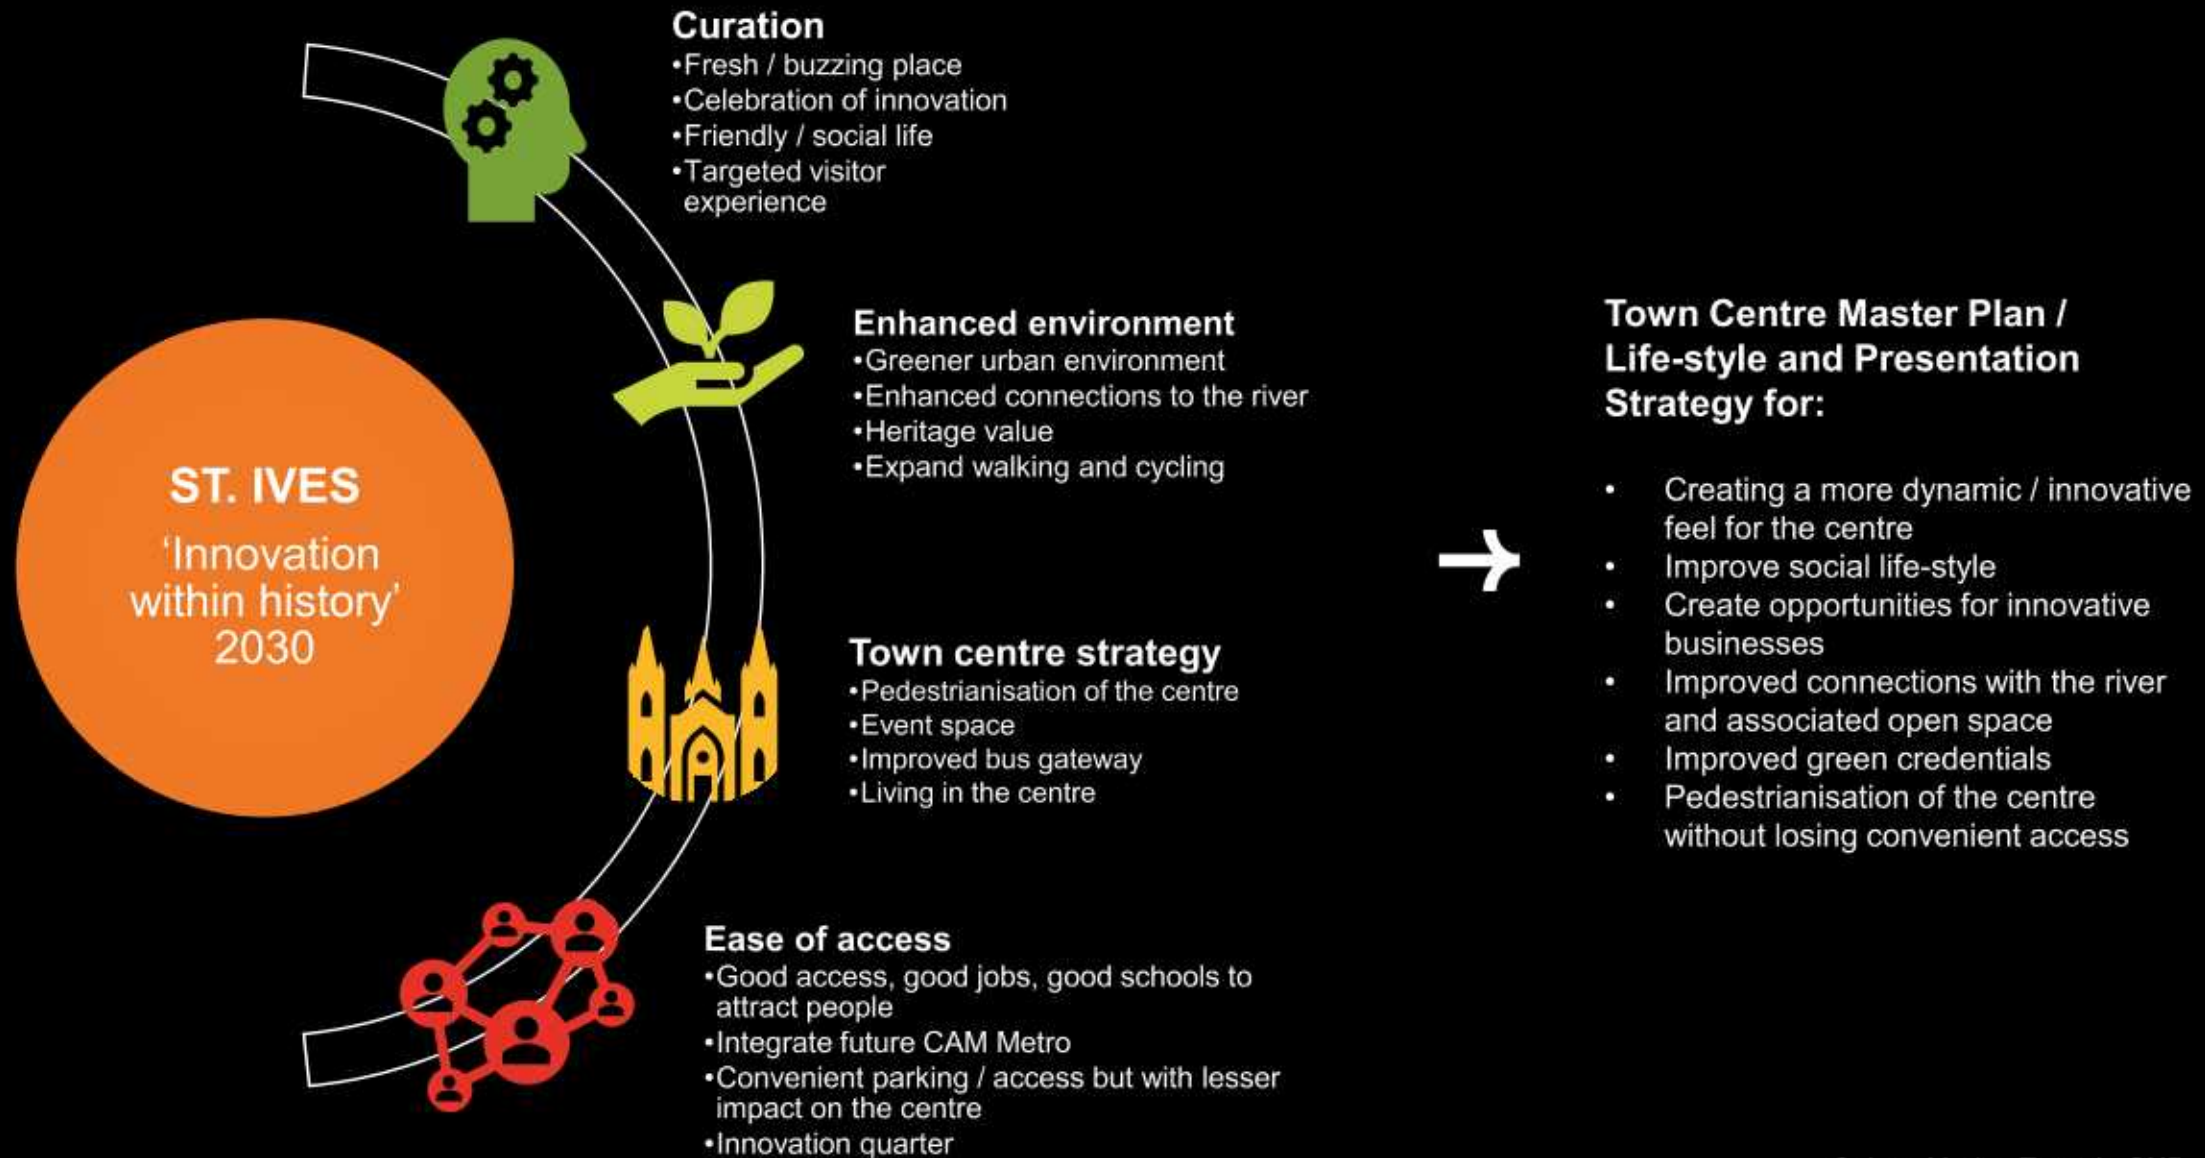 Curation
•Fresh / buzzing place
•Celebration of innovation
•Friendly / social life
•Targeted visitor
experience
Enhanced environment
•Greener urban environment
•Enhanced connections to the river
•Heritage value
•Expand walking and cycling
ST. IVES
‘Innovation
within history’
2030
Town centre strategy
•Pedestrianisation of the centre
•Event space
•Improved bus gateway
•Living in the centre
Ease of access
•Good access, good jobs, good schools to
attract people
•Integrate future CAM Metro
•Convenient parking / access but with lesser
impact on the centre
•Innovation quarter
Town Centre Master Plan /
Life-style and Presentation
Strategy for:
• Creating a more dynamic / innovative
feel for the centre
• Improve social life-style
• Create opportunities for innovative
businesses
• Improved connections with the river
and associated open space
• Improved green credentials
• Pedestrianisation of the centre
without losing convenient access